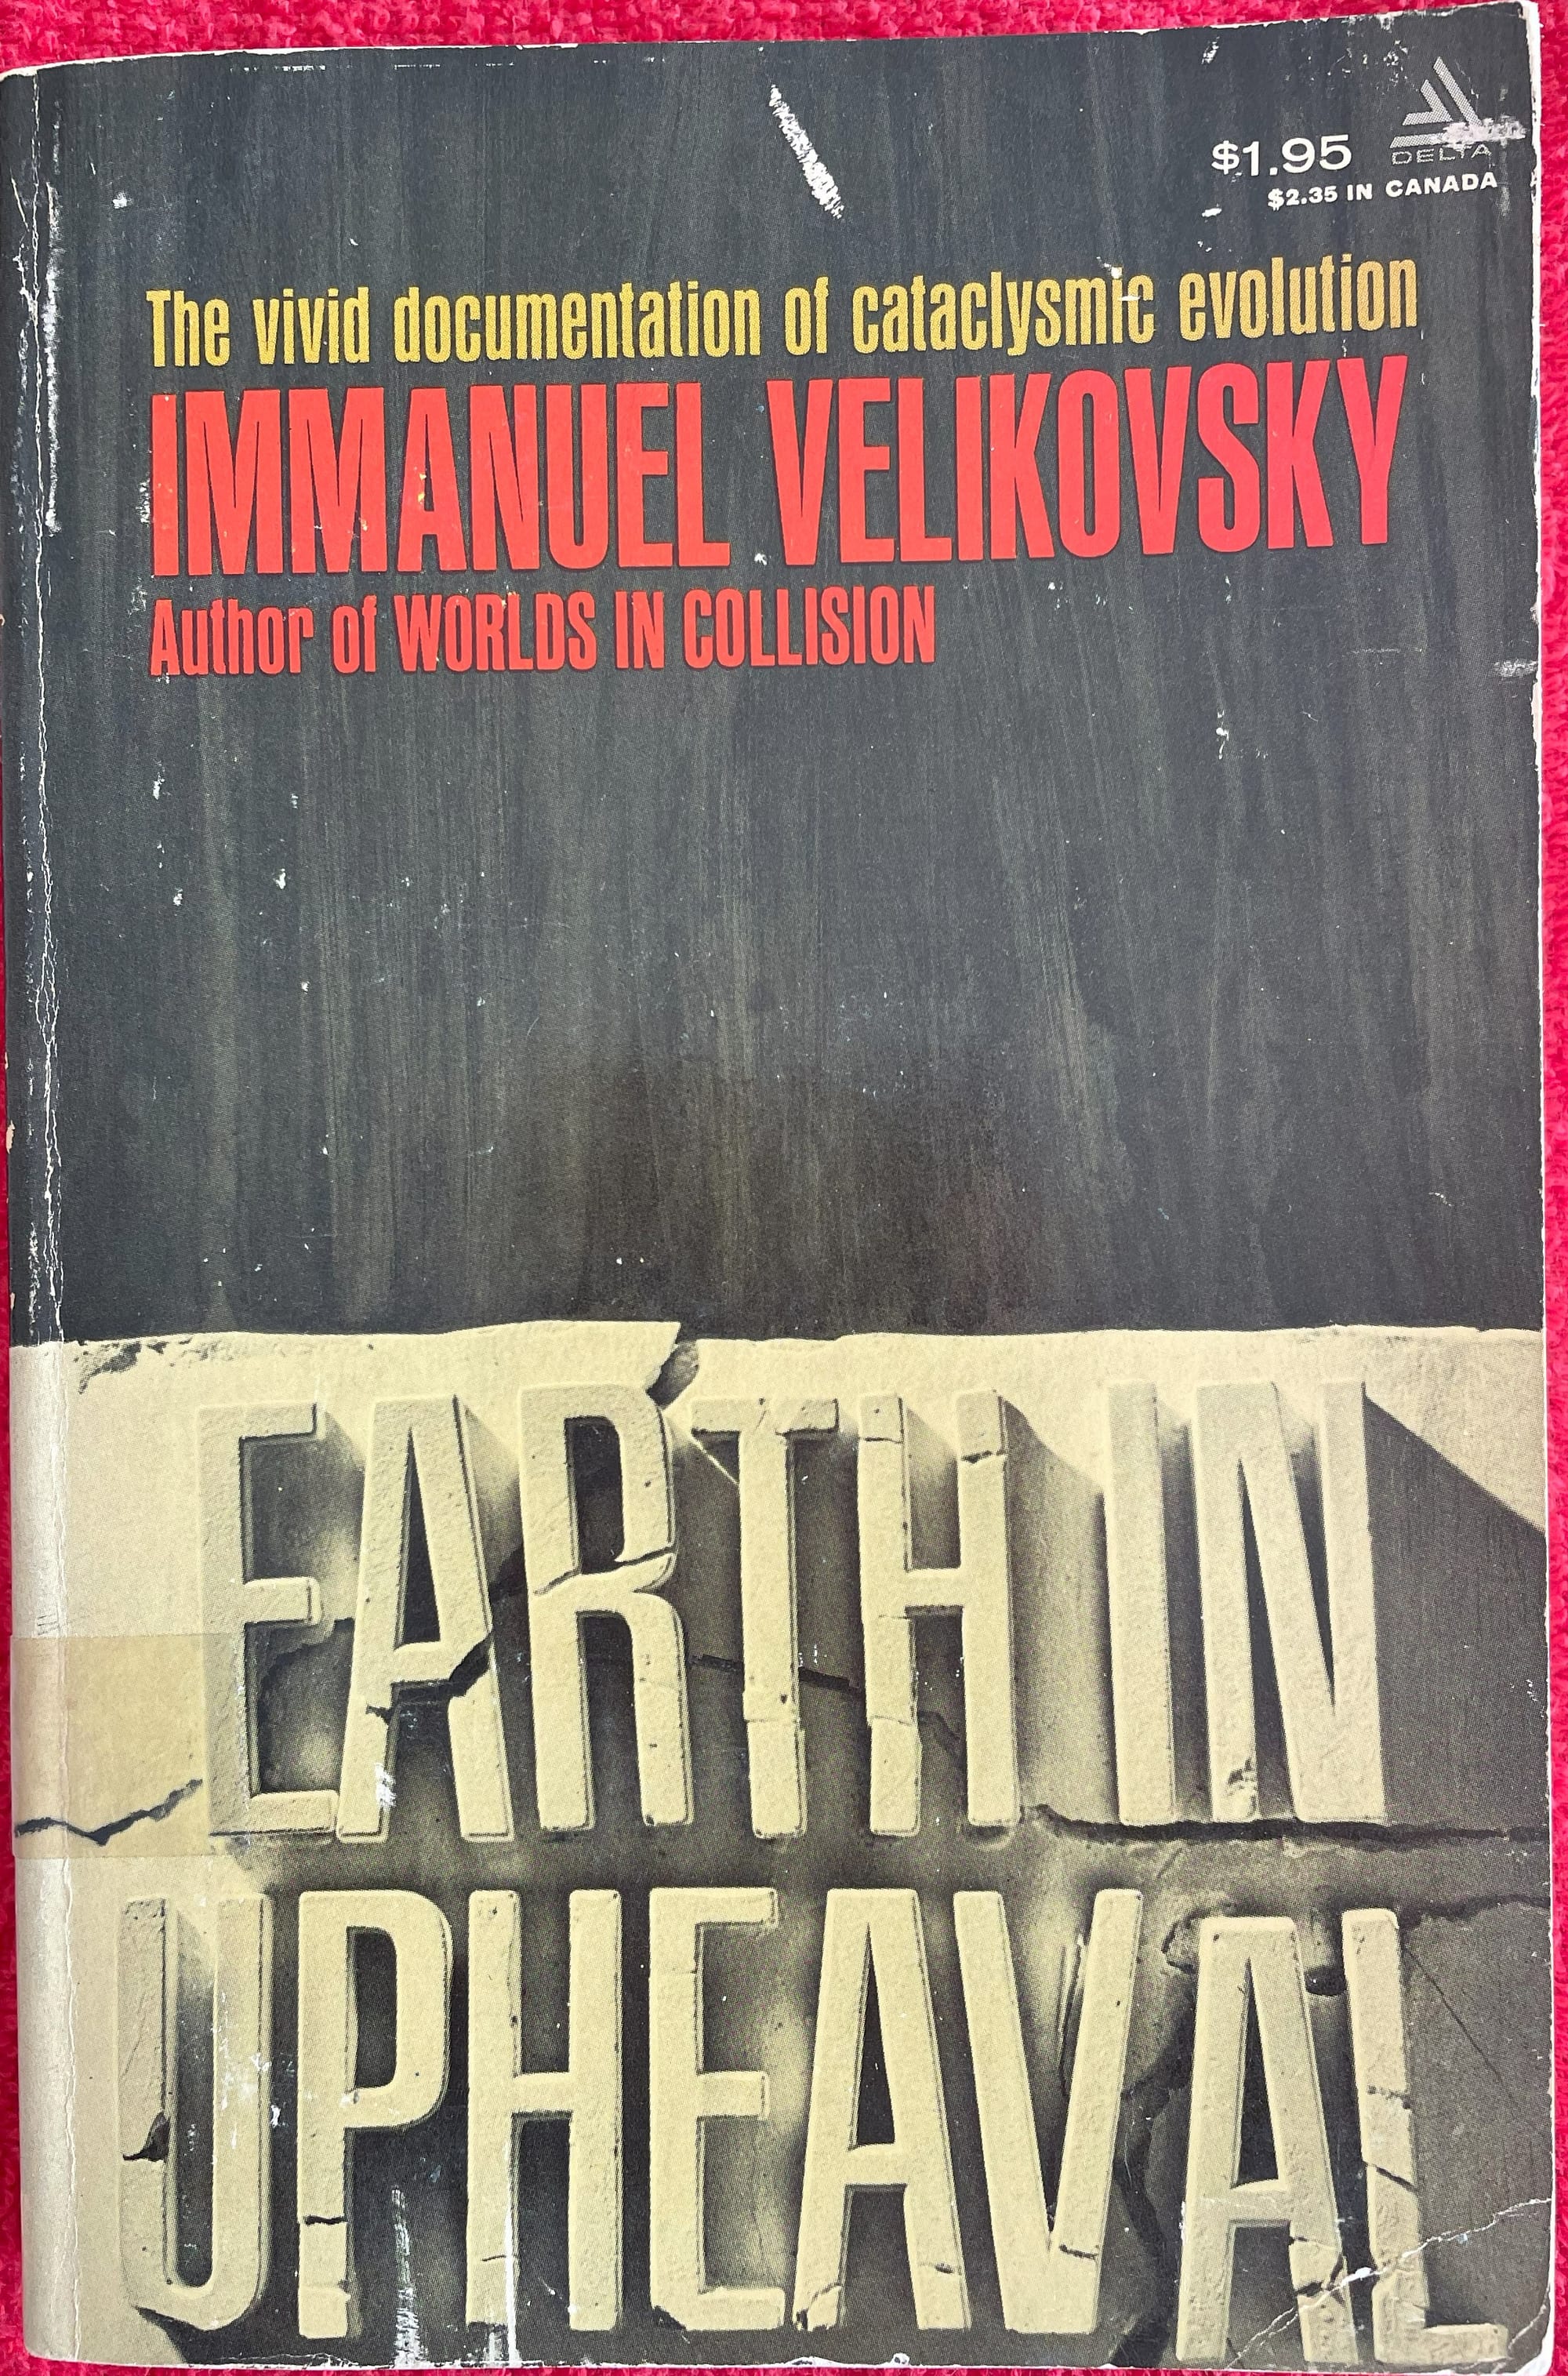 $1.95
DELTA
$2.35 IN CANADA
The vivid documentation of cataclysmic evolution
IMMANUEL VELIKOVSKY
Author of WORLDS IN COLLISION
EARTH IN
UPHEAVAL